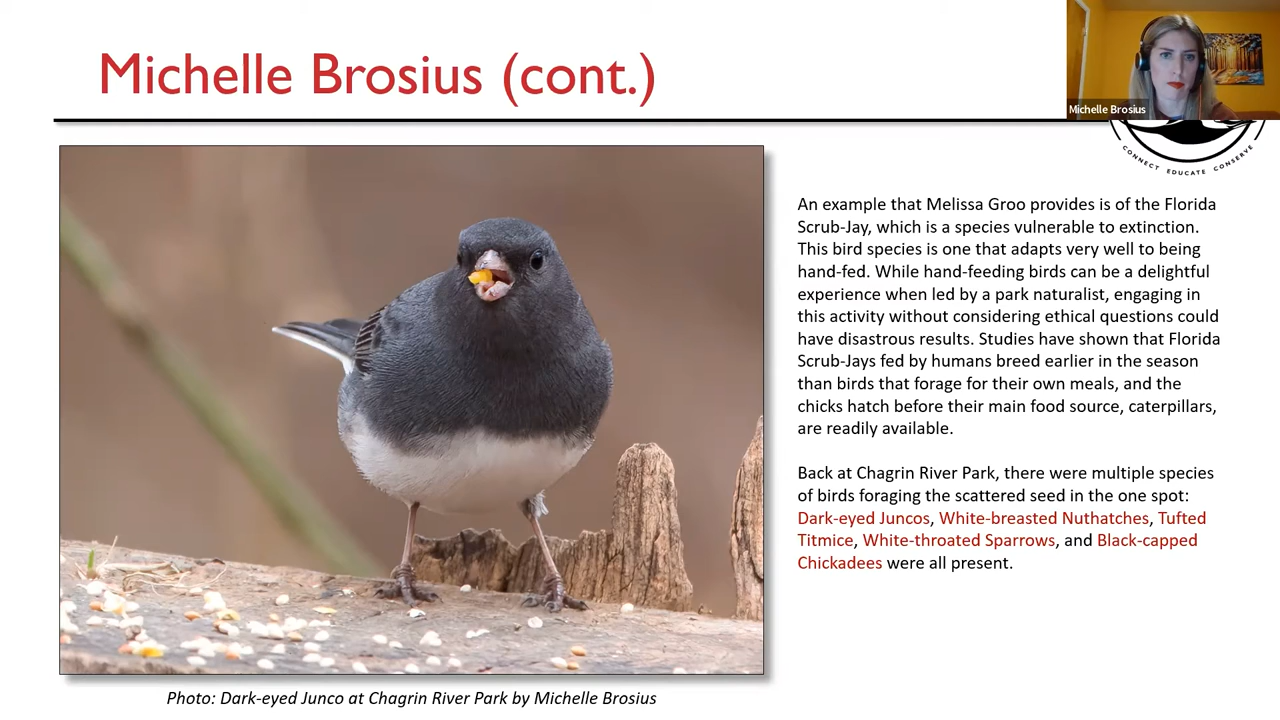 Michelle Brosius (cont.)
Michelle Brosius
CONNECT EDUCATE CONSERVE
An example that Melissa Groo provides is of the Florida
Scrub-Jay, which is a species vulnerable to extinction.
This bird species is one that adapts very well to being
hand-fed. While hand-feeding birds can be a delightful
experience when led by a park naturalist, engaging in
this activity without considering ethical questions could
have disastrous results. Studies have shown that Florida
Scrub-Jays fed by humans breed earlier in the season
than birds that forage for their own meals, and the
chicks hatch before their main food source, caterpillars,
are readily available.
Back at Chagrin River Park, there were multiple species
of birds foraging the scattered seed in the one spot:
Dark-eyed Juncos, White-breasted Nuthatches, Tufted
Titmice, White-throated Sparrows, and Black-capped
Chickadees were all present.
Photo: Dark-eyed Junco at Chagrin River Park by Michelle Brosius